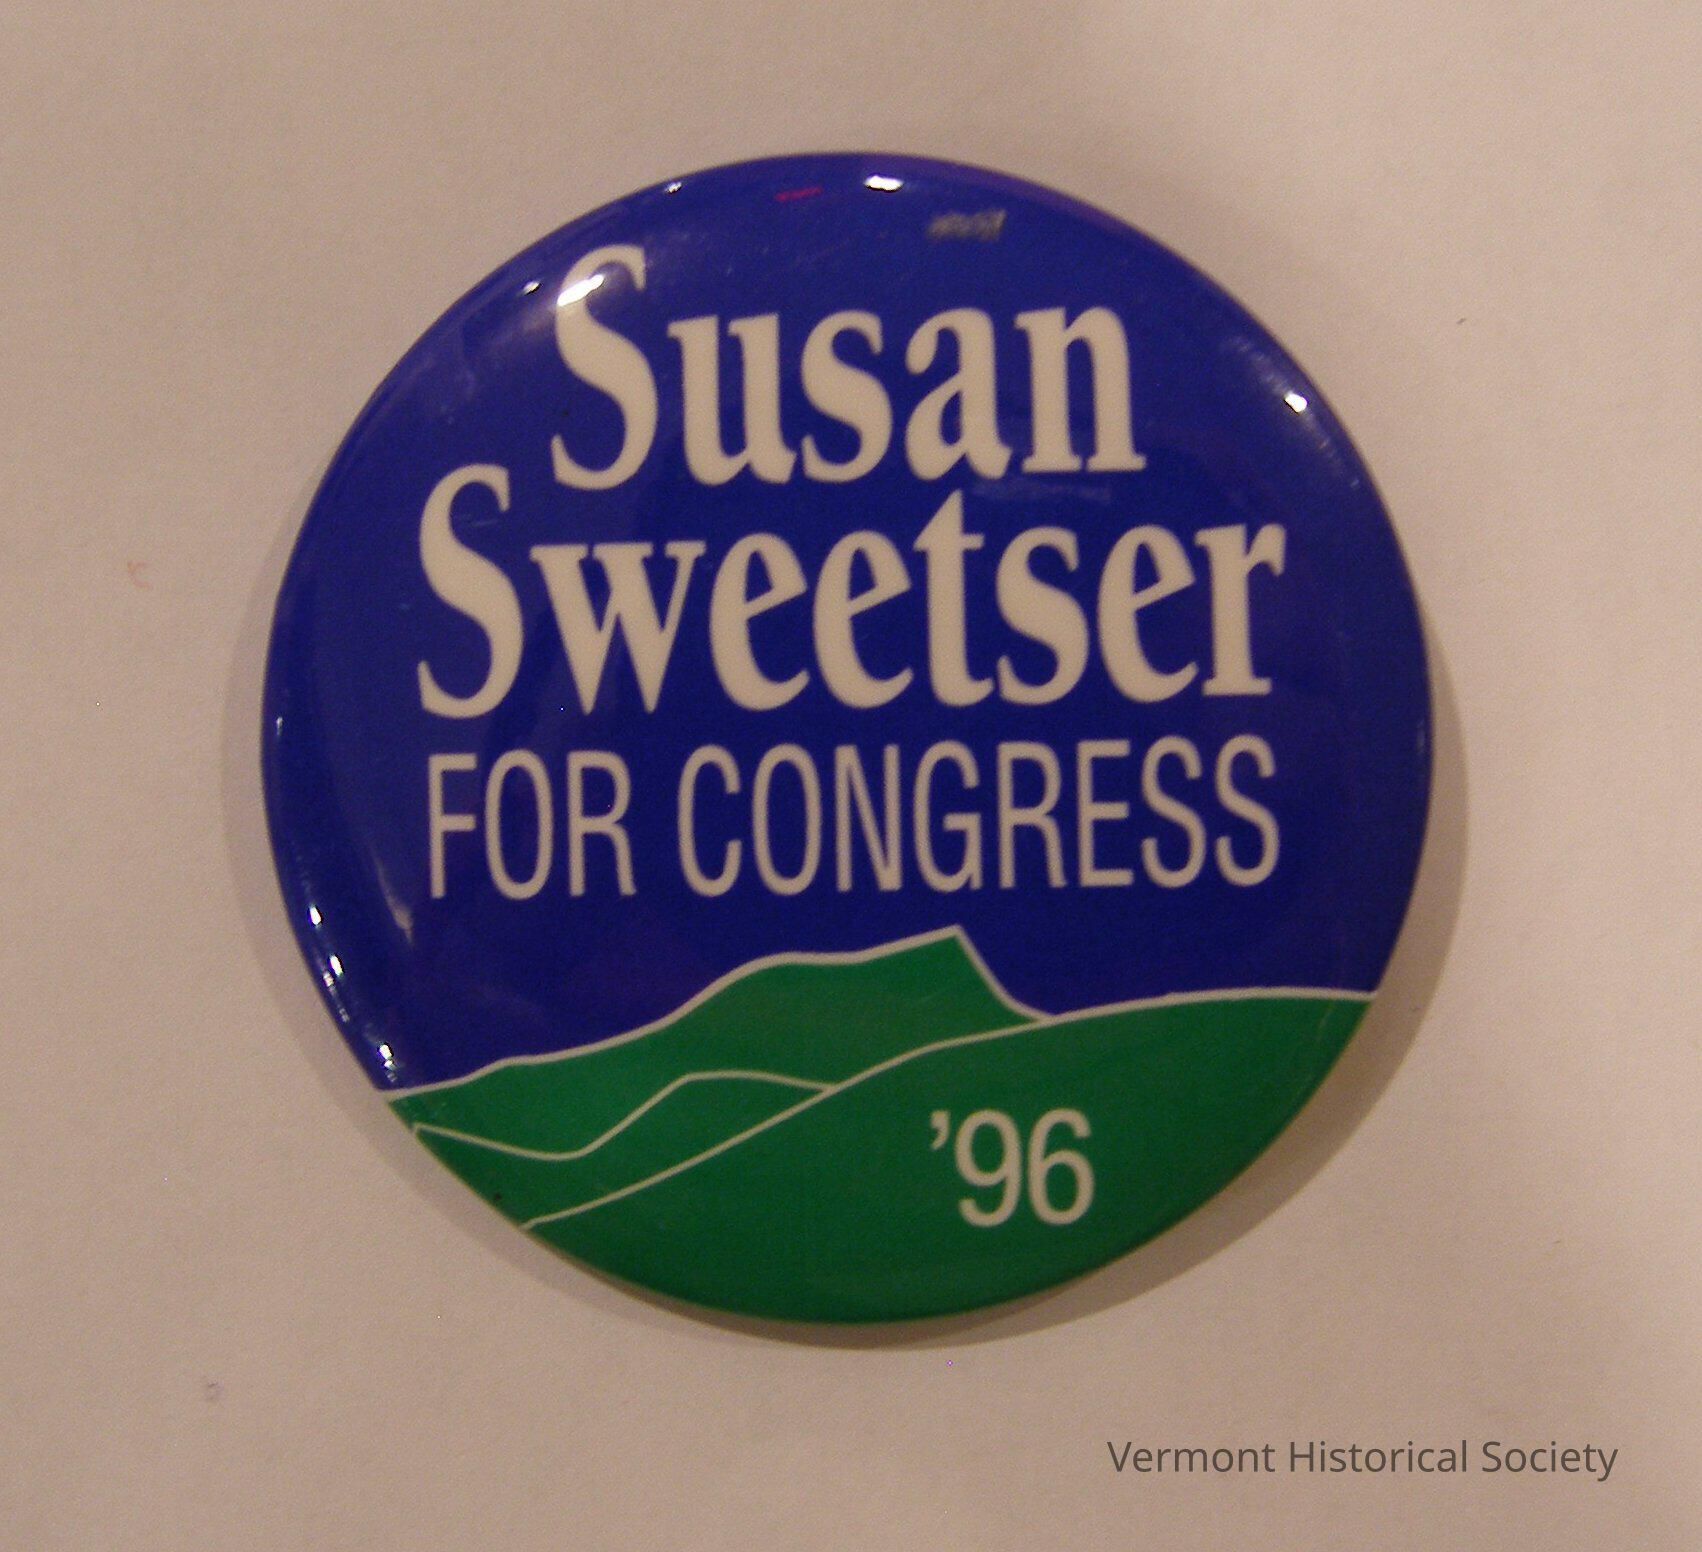 Susan
Sweetser
FOR CONGRESS
’96
Vermont Historical Society